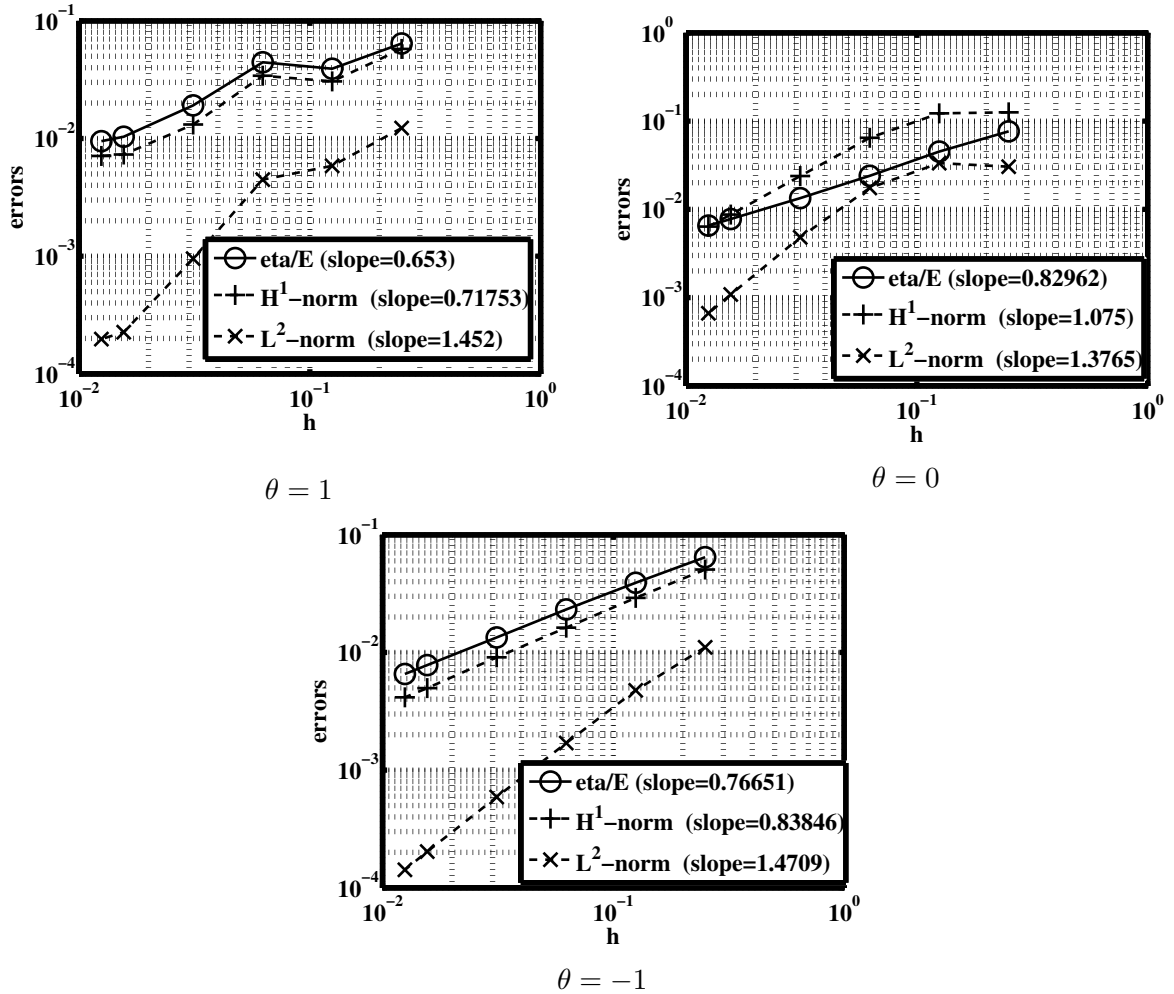 10^-1
10^-2
10^-3
10^-4
errors
eta/E (slope=0.653)
H^1-norm (slope=0.71753)
L^2-norm (slope=1.452)
10^-2
10^-1
10^0
h
θ = 1
10^0
10^-1
10^-2
10^-3
10^-4
errors
eta/E (slope=0.82962)
H^1-norm (slope=1.075)
L^2-norm (slope=1.3765)
10^-2
10^-1
10^0
h
θ = 0
10^-1
10^-2
10^-3
10^-4
errors
eta/E (slope=0.76651)
H^1-norm (slope=0.83846)
L^2-norm (slope=1.4709)
10^-2
10^-1
10^0
h
θ = −1